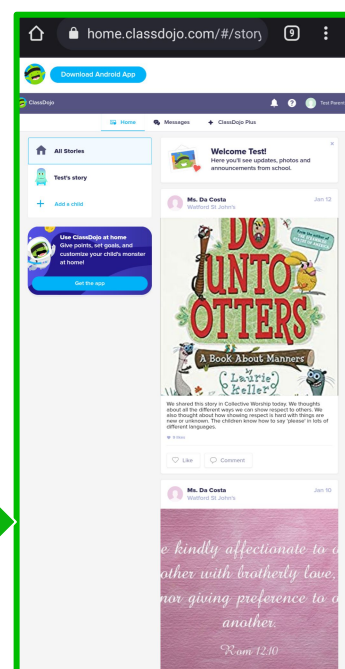 home.classdojo.com/#/story
9
Download Android App
ClassDojo
Test Parent
Home
Messages
ClassDojo Plus
All Stories
Test's story
Add a child
Use ClassDojo at home
Give points, set goals, and
customize your child's monster
at home!
Get the app
Welcome Test!
Here you'll see updates, photos and
announcements from school.
Ms. Da Costa
Watford St John's
Jan 13
DO
UNTO
OTTERS
A Book About Manners
Laurie
Keller
We shared this story in Collective Worship today. We thoughts
about all the different ways we can show respect to others. We
also thought about how showing respect is hard with things are
new or unknown. The children know how to say 'please' in lots of
different languages.
Like
Comment
Ms. Da Costa
Watford St John's
Jan 10
e kindly affectionate to o
other with brotherly love,
nor giving preference to o
another.
Rom 12:10